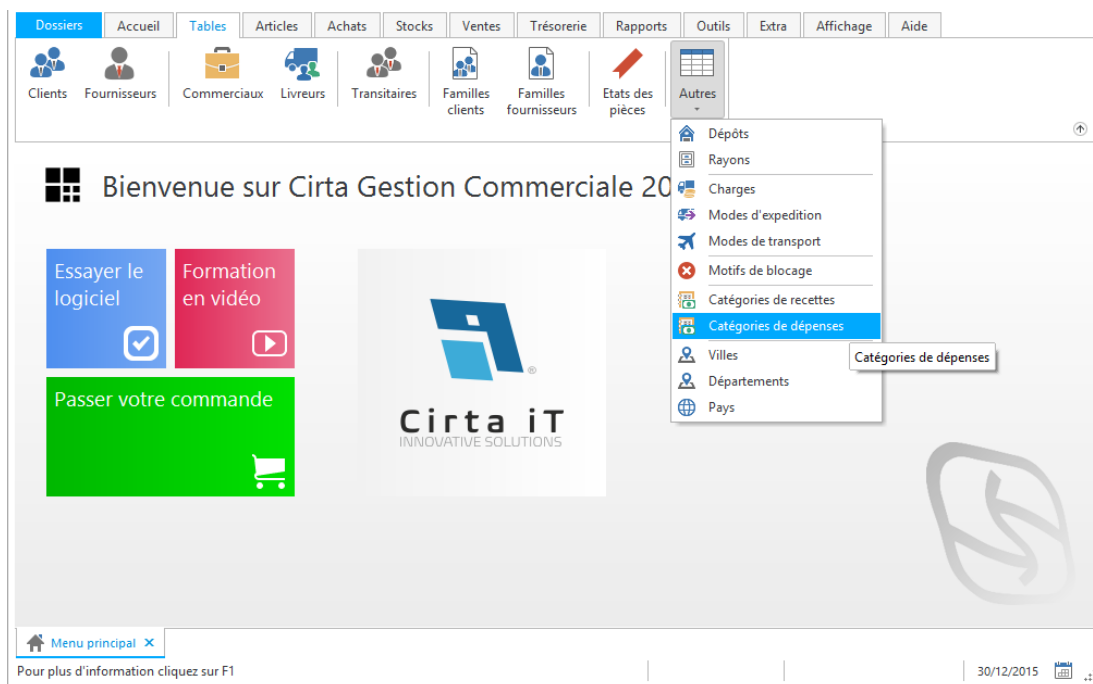 Dossiers Accueil Tables Articles Achats Stocks Ventes Trésorerie Rapports Outils Extra Affichage Aide
Clients Fournisseurs Commerciaux Livreurs Transitaires Familles clients Familles fournisseurs Etats des pièces Autres
Dépôts
Rayons
Charges
Modes d'expedition
Modes de transport
Motifs de blocage
Catégories de recettes
Catégories de dépenses
Villes
Départements
Pays
Catégories de dépenses
Bienvenue sur Cirta Gestion Commerciale 20
Essayer le
logiciel
Formation
en vidéo
Passer votre commande
Cirta iT
INNOVATIVE SOLUTIONS
®
Menu principal
Pour plus d'information cliquez sur F1
30/12/2015